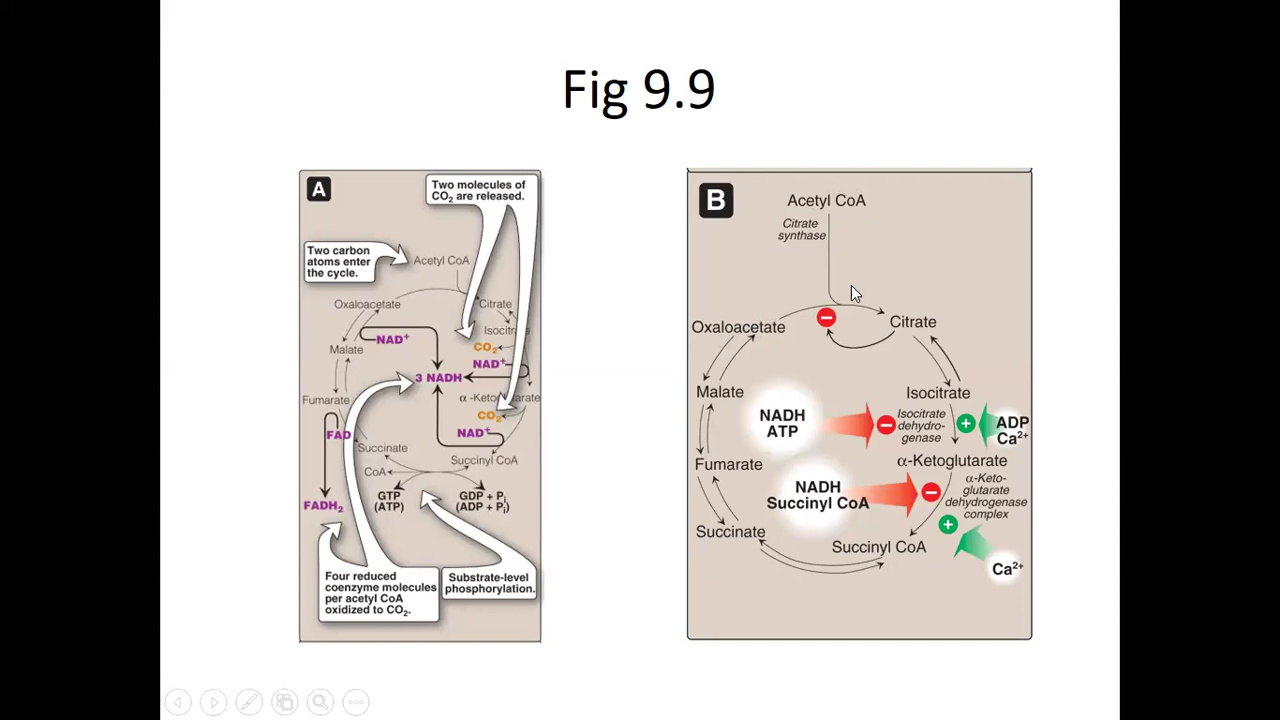 Fig 9.9
A
Two molecules of
CO₂ are released.
Two carbon
atoms enter
the cycle.
Acetyl CoA
Oxaloacetate
Citrate
Isocitrate
Malate
NAD⁺
CO₂
NAD⁺
3 NADH
α-Ketoglutarate
Fumarate
CO₂
NAD⁺
FAD
Succinate
Succinyl CoA
CoA
GTP
(ATP)
GDP + Pᵢ
(ADP + Pᵢ)
FADH₂
Four reduced
coenzyme molecules
per acetyl CoA
oxidized to CO₂.
Substrate-level
phosphorylation.
B
Acetyl CoA
Citrate
synthase
Oxaloacetate
Citrate
Malate
Isocitrate
NADH
ATP
Isocitrate
dehydro-
genase
ADP
Ca²⁺
Fumarate
α-Ketoglutarate
NADH
Succinyl CoA
α-Keto-
glutarate
dehydrogenase
complex
Succinate
Succinyl CoA
Ca²⁺